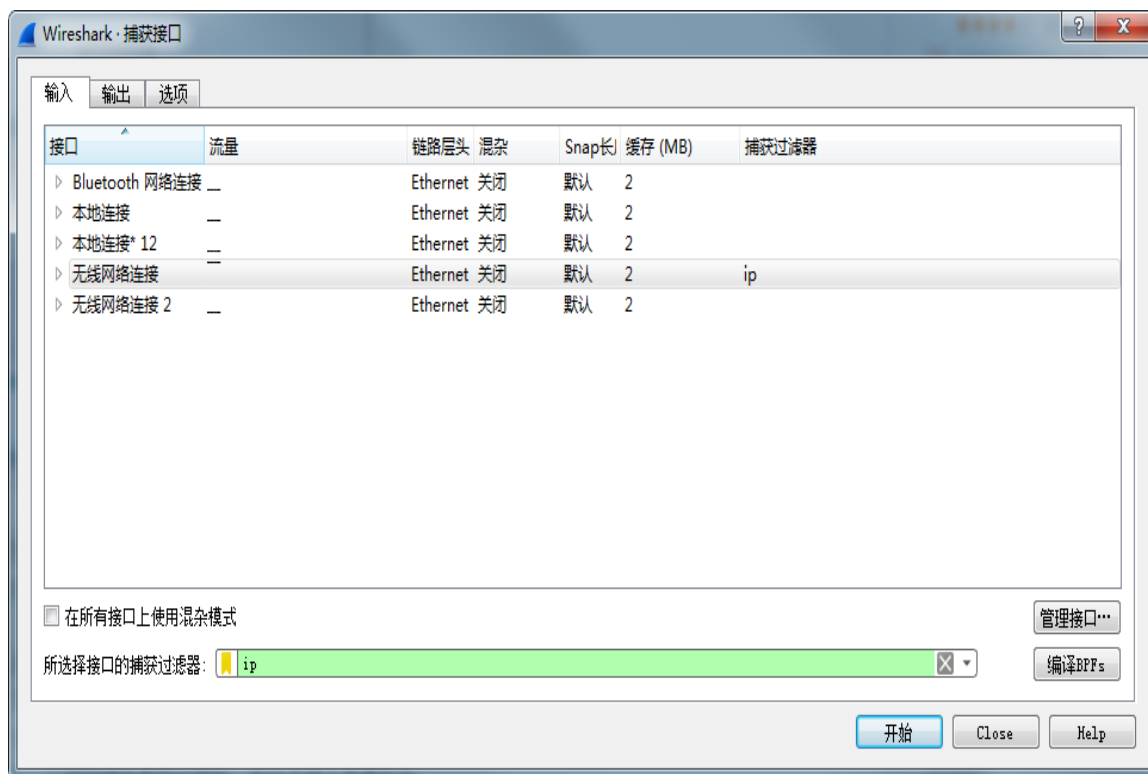 Wireshark · 捕获接口
输入 输出 选项
接口 流量 链路层头 混杂 Snap长 缓存 (MB) 捕获过滤器
Bluetooth 网络连接 Ethernet 关闭 默认 2
本地连接 Ethernet 关闭 默认 2
本地连接* 12 Ethernet 关闭 默认 2
无线网络连接 Ethernet 关闭 默认 2 ip
无线网络连接 2 Ethernet 关闭 默认 2
在所有接口上使用混杂模式 管理接口…
所选择接口的捕获过滤器: ip 编译BPFs
开始 Close Help